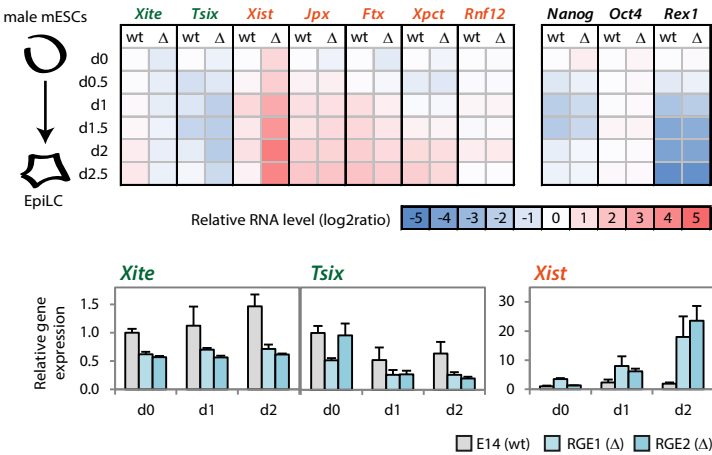 male mESCs
Xite Tsix Xist Jpx Ftx Xpct Rnf12 Nanog Oct4 Rex1
wt Δ wt Δ wt Δ wt Δ wt Δ wt Δ wt Δ wt Δ wt Δ wt Δ
d0
d0.5
d1
d1.5
d2
d2.5
EpiLC
Relative RNA level (log2ratio) -5 -4 -3 -2 -1 0 1 2 3 4 5
Xite Tsix Xist
Relative gene
expression
1.5
1.0
0.5
0.0
30
20
10
0
d0 d1 d2 d0 d1 d2 d0 d1 d2
E14 (wt) RGE1 (Δ) RGE2 (Δ)